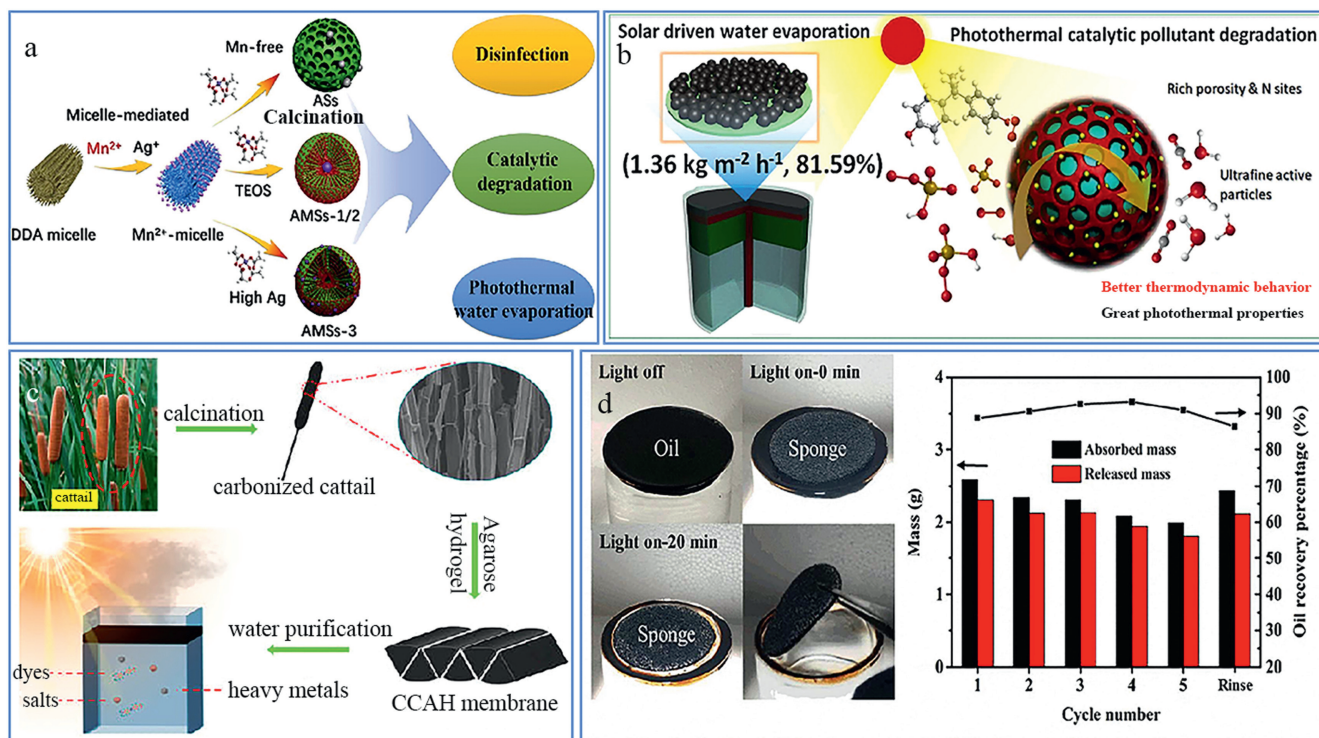 a
Mn-free
ASs
Calcination
Micelle-mediated
Mn²⁺
Ag⁺
TEOS
AMSs-1/2
DDA micelle
Mn²⁺-micelle
High Ag
AMSs-3
Disinfection
Catalytic
degradation
Photothermal
water evaporation
b
Solar driven water evaporation
Photothermal catalytic pollutant degradation
(1.36 kg m⁻² h⁻¹, 81.59%)
Rich porosity & N sites
Ultrafine active
particles
Better thermodynamic behavior
Great photothermal properties
c
cattail
calcination
carbonized cattail
Agarose
hydrogel
CCAH membrane
water purification
dyes
salts
heavy metals
d
Light off
Oil
Light on-0 min
Sponge
Light on-20 min
Sponge
Mass (g)
4
3
2
1
0
Absorbed mass
Released mass
1 2 3 4 5 Rinse
Cycle number
100
90
80
70
60
50
40
30
20
Oil recovery percentage (%)